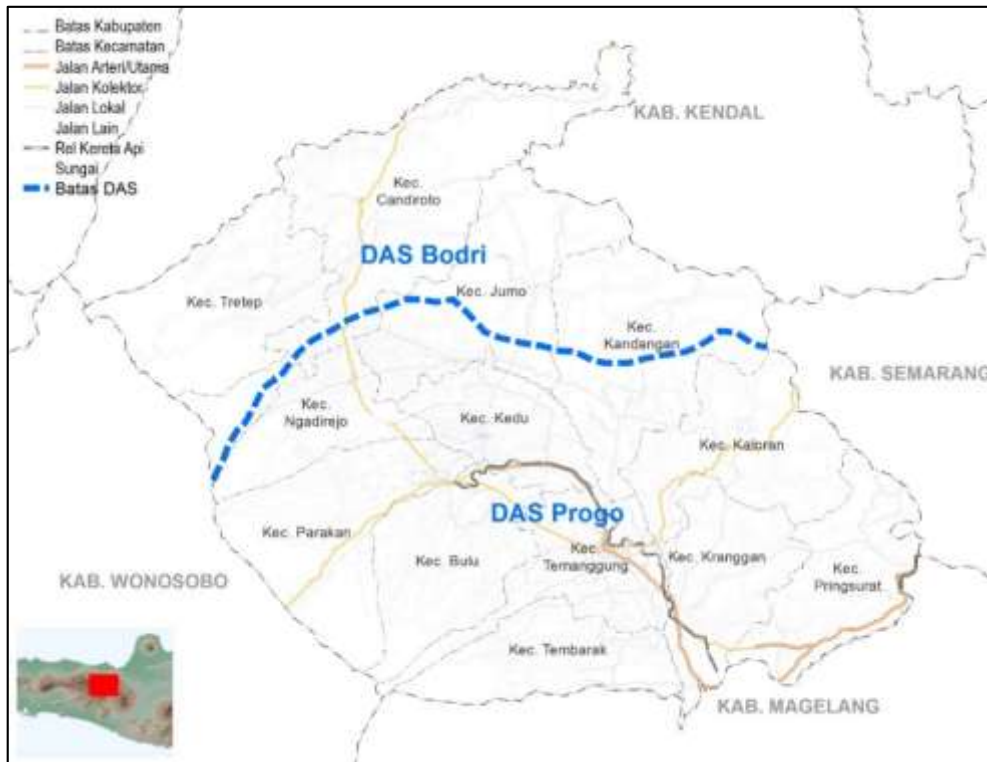 Batas Kabupaten
Batas Kecamatan
Jalan Arteri/Utama
Jalan Kolektor
Jalan Lokal
Jalan Lain
Rel Kereta Api
Sungai
Batas DAS
KAB. KENDAL
Kec.
Candiroto
DAS Bodri
Kec. Tretep
Kec. Jumo
Kec.
Kandangan
KAB. SEMARANG
Kec.
Ngadirejo
Kec. Kedu
Kec. Kaloran
DAS Progo
Kec. Parakan
Kec. Bulu
Kec.
Temanggung
Kec. Kranggan
Kec.
Pringsurat
KAB. WONOSOBO
Kec. Tembarak
KAB. MAGELANG